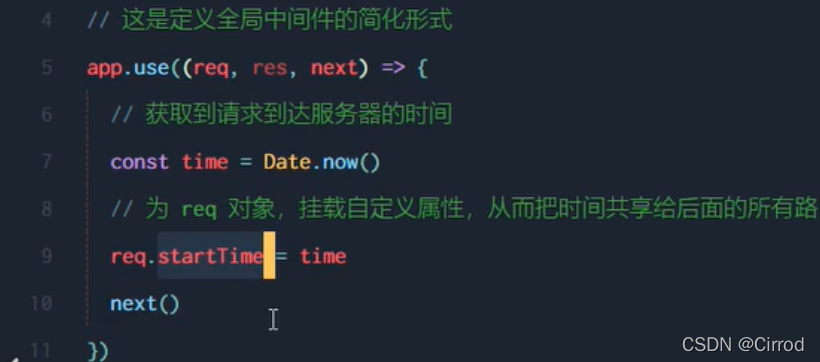 4 // 这是定义全局中间件的简化形式
5 app.use((req, res, next) => {
6 // 获取到请求到达服务器的时间
7 const time = Date.now()
8 // 为 req 对象，挂载自定义属性，从而把时间共享给后面的所有路
9 req.startTime = time
10 next()
11 })
CSDN @Cirrod